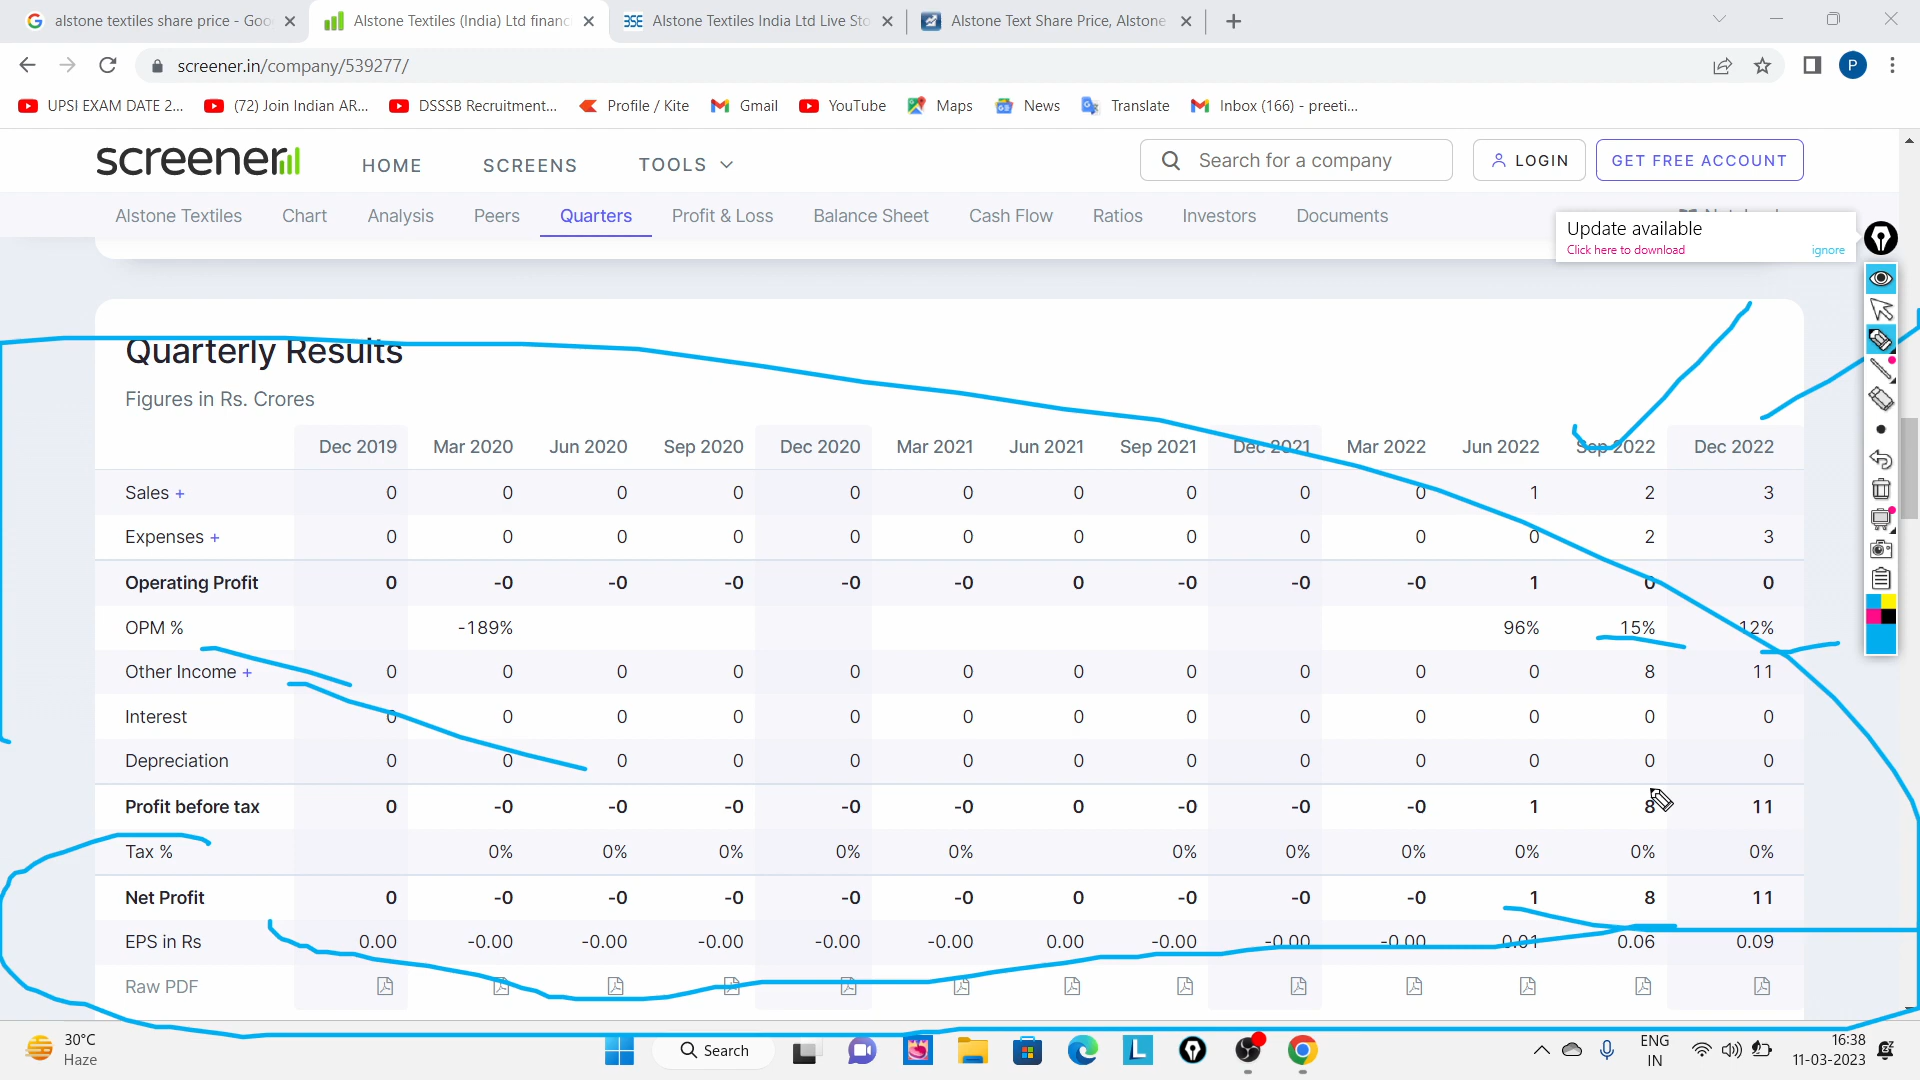 alstone textiles share price - Goo
Alstone Textiles (India) Ltd financ
BSE Alstone Textiles India Ltd Live Sto
Alstone Text Share Price, Alstone
screener.in/company/539277/
P
UPSI EXAM DATE 2...
(72) Join Indian AR...
DSSSB Recruitment...
Profile / Kite
Gmail
YouTube
Maps
News
Translate
Inbox (166) - preeti...
screener
HOME
SCREENS
TOOLS
Search for a company
LOGIN
GET FREE ACCOUNT
Alstone Textiles
Chart
Analysis
Peers
Quarters
Profit & Loss
Balance Sheet
Cash Flow
Ratios
Investors
Documents
Update available
Click here to download ignore
Quarterly Results
Figures in Rs. Crores
Dec 2019 Mar 2020 Jun 2020 Sep 2020 Dec 2020 Mar 2021 Jun 2021 Sep 2021 Dec 2021 Mar 2022 Jun 2022 Sep 2022 Dec 2022
Sales + 0 0 0 0 0 0 0 0 0 0 1 2 3
Expenses + 0 0 0 0 0 0 0 0 0 0 0 2 3
Operating Profit 0 -0 -0 -0 -0 -0 0 -0 -0 -0 1 0 0
OPM % -189% 96% 15% 12%
Other Income + 0 0 0 0 0 0 0 0 0 0 0 8 11
Interest 0 0 0 0 0 0 0 0 0 0 0 0 0
Depreciation 0 0 0 0 0 0 0 0 0 0 0 0 0
Profit before tax 0 -0 -0 -0 -0 -0 0 -0 -0 -0 1 8 11
Tax % 0% 0% 0% 0% 0% 0% 0% 0% 0% 0% 0%
Net Profit 0 -0 -0 -0 -0 -0 0 -0 -0 -0 1 8 11
EPS in Rs 0.00 -0.00 -0.00 -0.00 -0.00 -0.00 0.00 -0.00 -0.00 -0.00 0.01 0.06 0.09
Raw PDF
30°C
Haze
Search
L
ENG
IN
16:38
11-03-2023